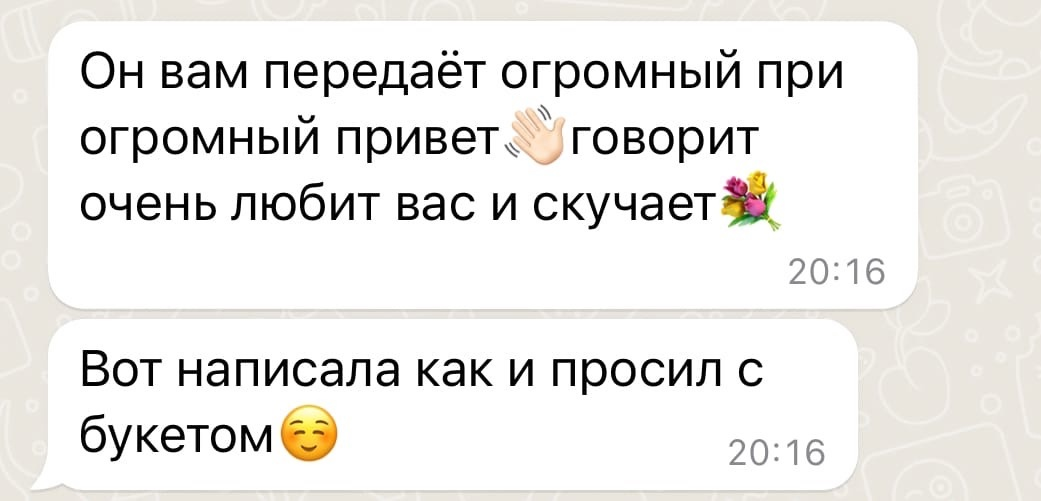 Он вам передаёт огромный при
огромный привет👋🏻говорит
очень любит вас и скучает💐
20:16
Вот написала как и просил с
букетом☺️
20:16